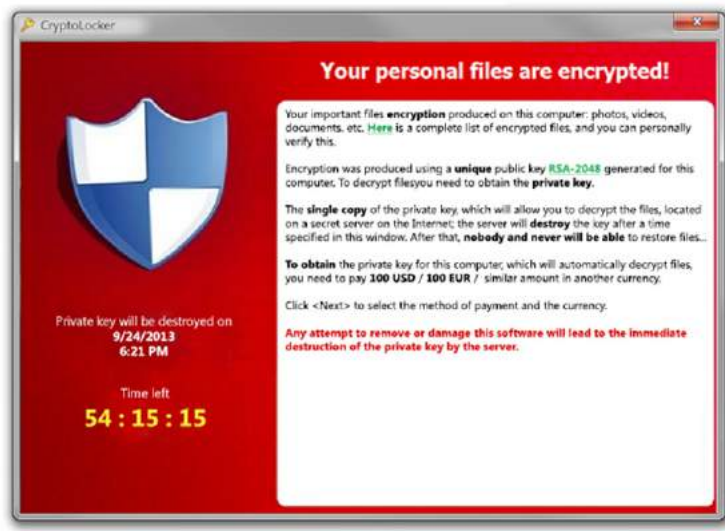 CryptoLocker
Your personal files are encrypted!
Your important files encryption produced on this computer: photos, videos,
documents. etc. Here is a complete list of encrypted files, and you can personally
verify this.
Encryption was produced using a unique public key RSA-2048 generated for this
computer. To decrypt filesyou need to obtain the private key.
The single copy of the private key, which will allow you to decrypt the files, located
on a secret server on the Internet; the server will destroy the key after a time
specified in this window. After that, nobody and never will be able to restore files...
To obtain the private key for this computer, which will automatically decrypt files,
you need to pay 100 USD / 100 EUR / similar amount in another currency.
Click <Next> to select the method of payment and the currency.
Any attempt to remove or damage this software will lead to the immediate
destruction of the private key by the server.
Private key will be destroyed on
9/24/2013
6:21 PM
Time left
54 : 15 : 15